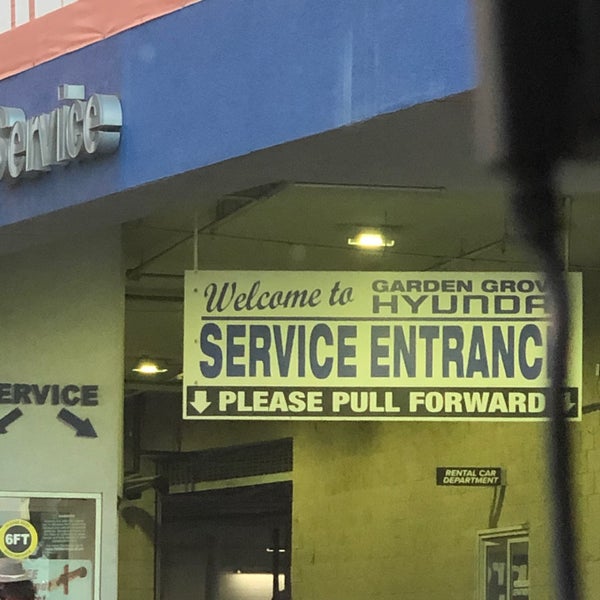 Service
Welcome to GARDEN GROV
HYUNDA
SERVICE ENTRANC
PLEASE PULL FORWARD
ERVICE
RENTAL CAR
DEPARTMENT
6FT